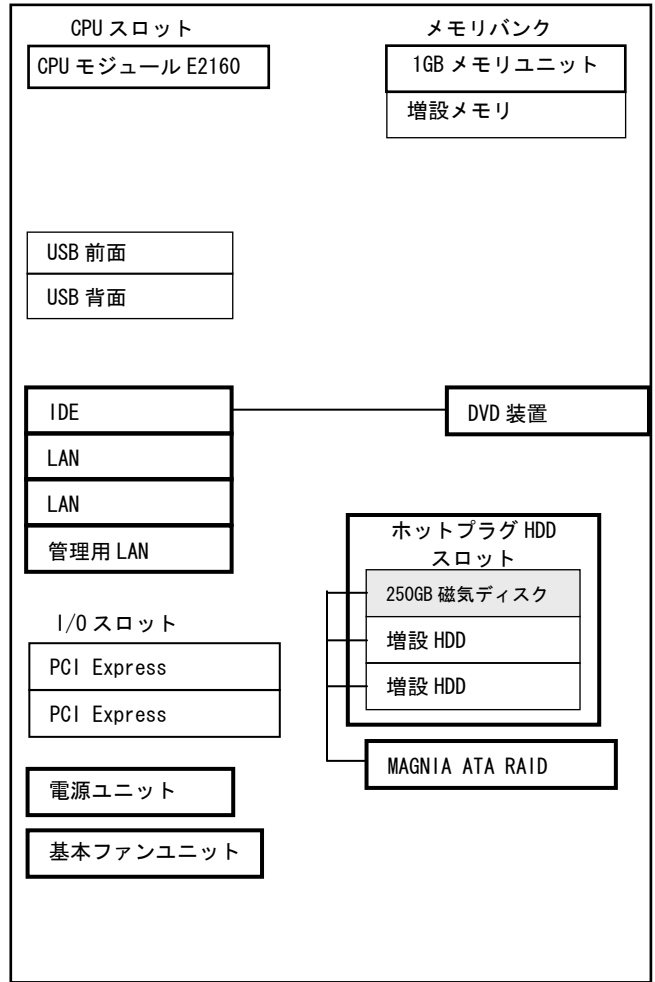 CPU スロット
メモリバンク
CPU モジュール E2160
1GB メモリユニット
増設メモリ
USB 前面
USB 背面
IDE
DVD 装置
LAN
LAN
管理用 LAN
ホットプラグ HDD
スロット
250GB 磁気ディスク
増設 HDD
増設 HDD
I/O スロット
PCI Express
PCI Express
MAGNIA ATA RAID
電源ユニット
基本ファンユニット